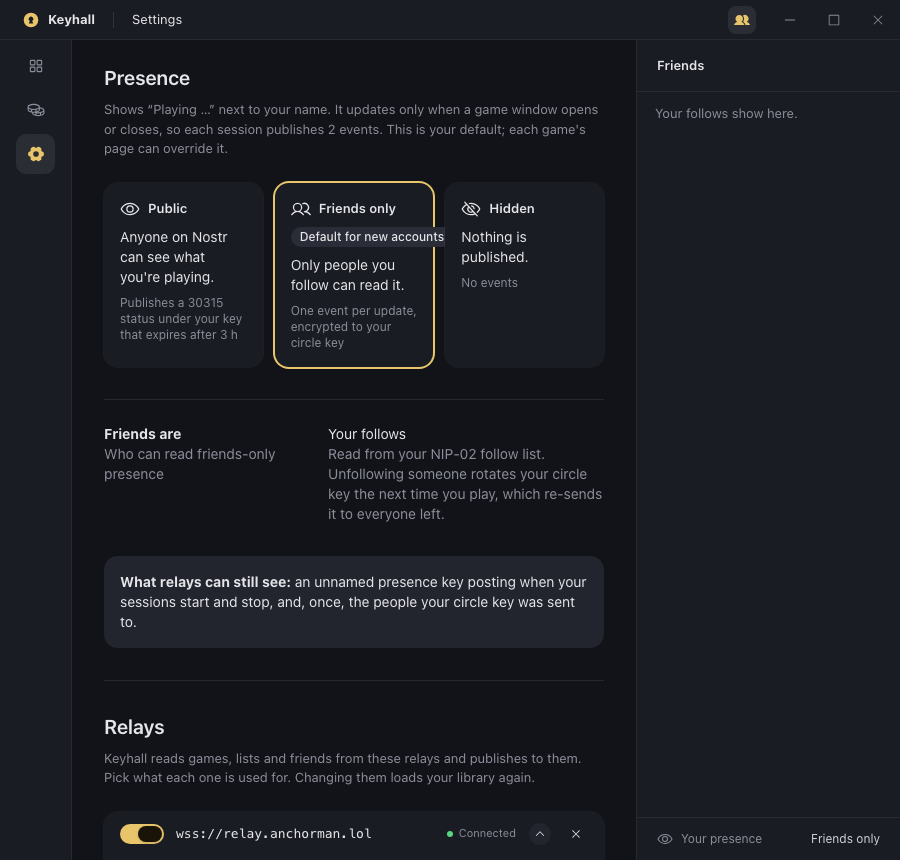 Keyhall
Settings
Friends
Your follows show here.
Presence
Shows “Playing …” next to your name. It updates only when a game window opens
or closes, so each session publishes 2 events. This is your default; each game's
page can override it.
Public
Anyone on Nostr
can see what
you're playing.
Publishes a 30315
status under your key
that expires after 3 h
Friends only
Default for new accounts
Only people you
follow can read it.
One event per update,
encrypted to your
circle key
Hidden
Nothing is
published.
No events
Friends are
Who can read friends-only
presence
Your follows
Read from your NIP-02 follow list.
Unfollowing someone rotates your circle
key the next time you play, which re-sends
it to everyone left.
What relays can still see: an unnamed presence key posting when your
sessions start and stop, and, once, the people your circle key was sent
to.
Relays
Keyhall reads games, lists and friends from these relays and publishes to them.
Pick what each one is used for. Changing them loads your library again.
wss://relay.anchorman.lol
Connected
Your presence
Friends only